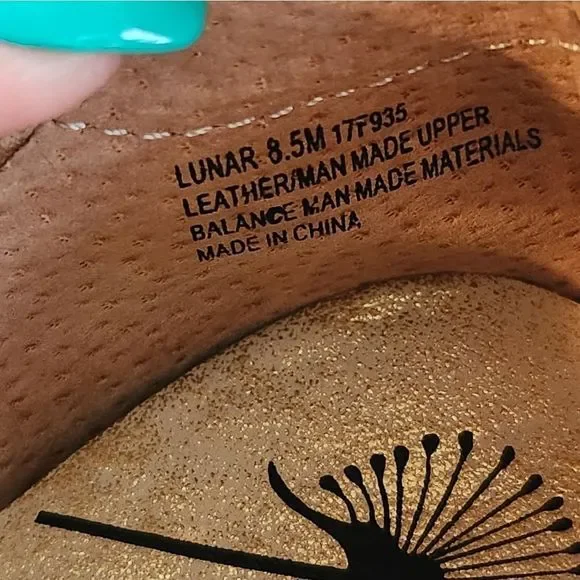 LUNAR 8.5M 17F935
LEATHER/MAN MADE UPPER
BALANCE MAN MADE MATERIALS
MADE IN CHINA